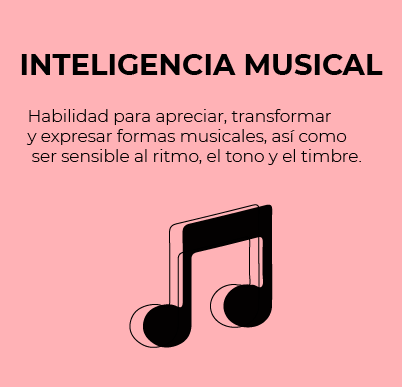 INTELIGENCIA MUSICAL
Habilidad para apreciar, transformar
y expresar formas musicales, así como
ser sensible al ritmo, el tono y el timbre.